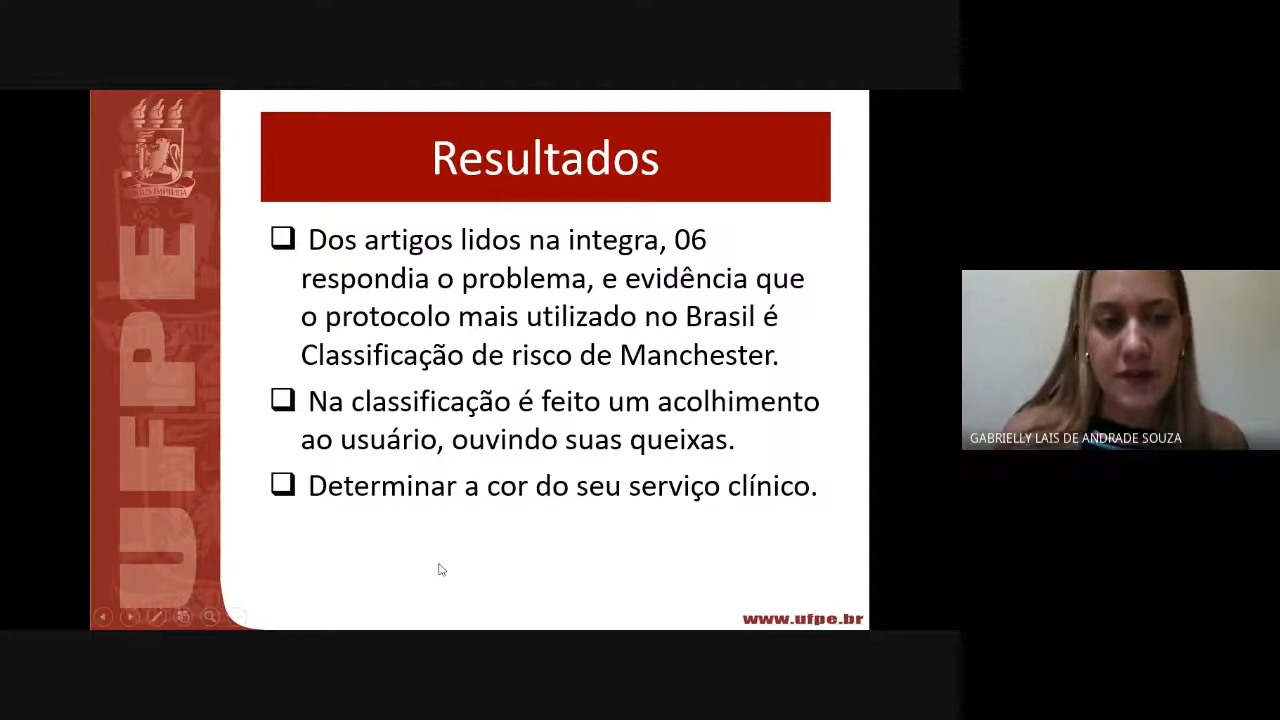 Resultados
Dos artigos lidos na integra, 06
respondia o problema, e evidência que
o protocolo mais utilizado no Brasil é
Classificação de risco de Manchester.
Na classificação é feito um acolhimento
ao usuário, ouvindo suas queixas.
Determinar a cor do seu serviço clínico.
UFPE
www.ufpe.br
GABRIELLY LAIS DE ANDRADE SOUZA